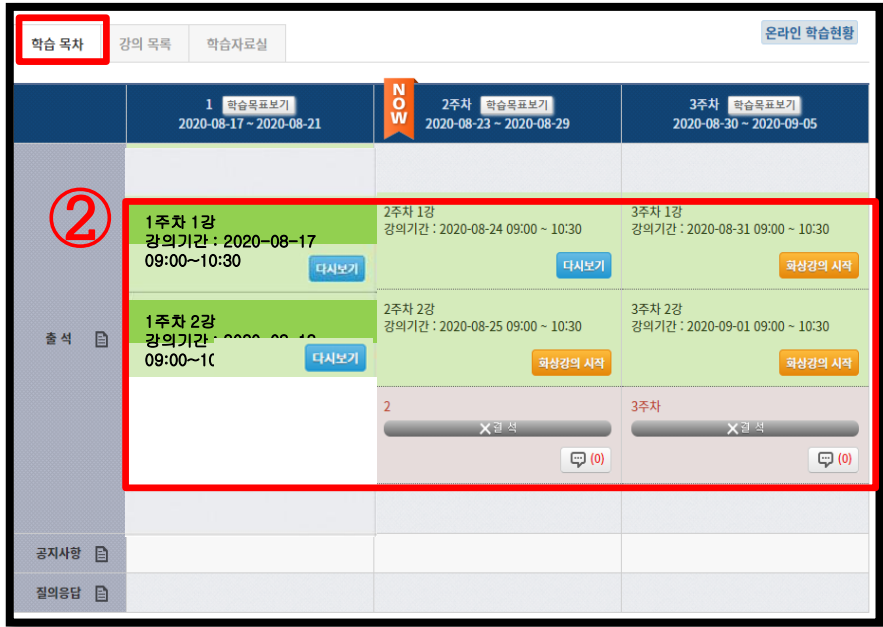 학습 목차
강의 목록
학습자료실
온라인 학습현황
1 학습목표보기
2020-08-17 ~ 2020-08-21
NOW
2주차 학습목표보기
2020-08-23 ~ 2020-08-29
3주차 학습목표보기
2020-08-30 ~ 2020-09-05
②
출 석
1주차 1강
강의기간 : 2020-08-17
09:00~10:30
다시보기
2주차 1강
강의기간 : 2020-08-24 09:00 ~ 10:30
다시보기
3주차 1강
강의기간 : 2020-08-31 09:00 ~ 10:30
화상강의 시작
1주차 2강
강의기간 :
09:00~1
다시보기
2주차 2강
강의기간 : 2020-08-25 09:00 ~ 10:30
화상강의 시작
3주차 2강
강의기간 : 2020-09-01 09:00 ~ 10:30
화상강의 시작
2
X결 석
(0)
3주차
X결 석
(0)
공지사항
질의응답